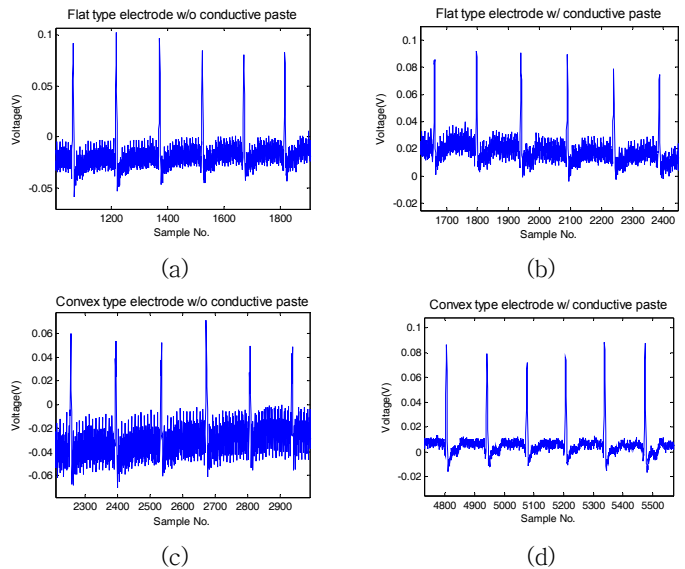 Flat type electrode w/o conductive paste
0.1
0.05
0
-0.05
Voltage(V)
1200 1400 1600 1800
Sample No.
(a)
Flat type electrode w/ conductive paste
0.1
0.08
0.06
0.04
0.02
0
-0.02
Voltage(V)
1700 1800 1900 2000 2100 2200 2300 2400
Sample No.
(b)
Convex type electrode w/o conductive paste
0.06
0.04
0.02
0
-0.02
-0.04
-0.06
Voltage(V)
2300 2400 2500 2600 2700 2800 2900
Sample No.
(c)
Convex type electrode w/ conductive paste
0.1
0.08
0.06
0.04
0.02
0
-0.02
Voltage(V)
4800 4900 5000 5100 5200 5300 5400 5500
Sample No.
(d)